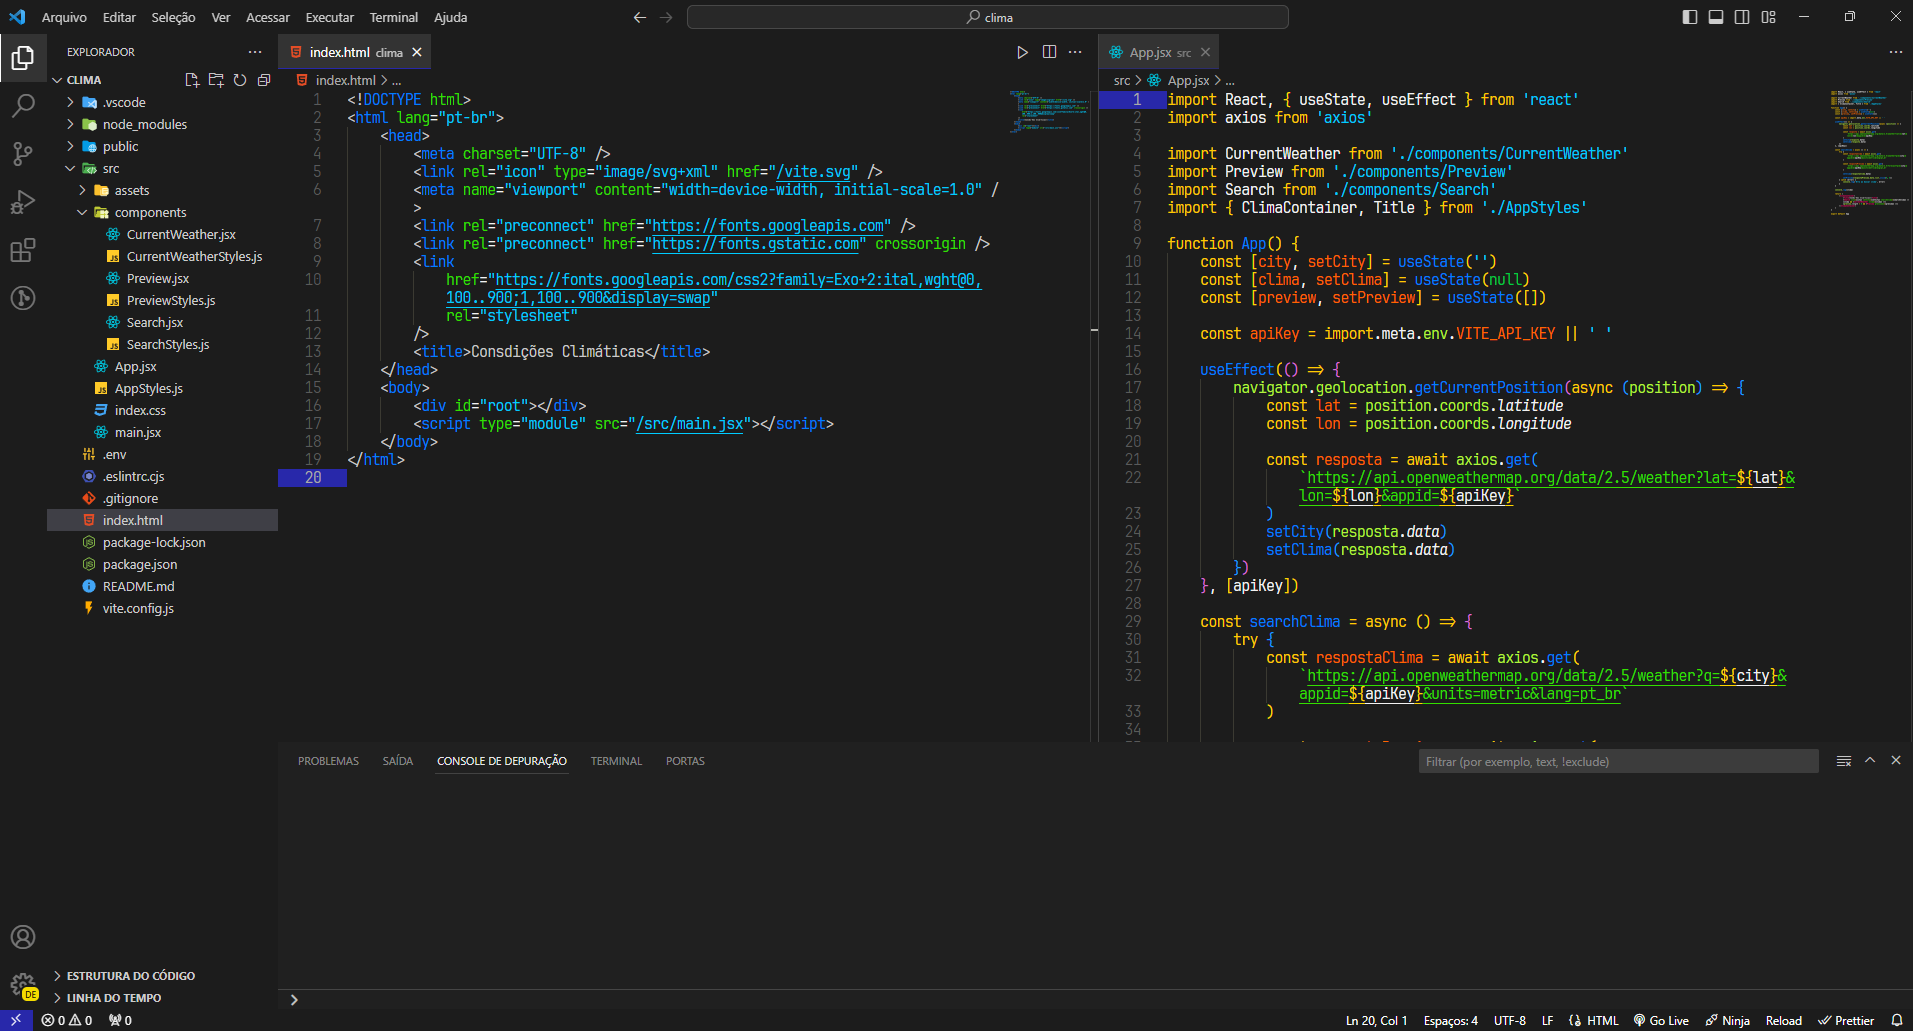 Arquivo Editar Seleção Ver Acessar Executar Terminal Ajuda
clima
EXPLORADOR
CLIMA
.vscode
node_modules
public
src
assets
components
CurrentWeather.jsx
CurrentWeatherStyles.js
Preview.jsx
PreviewStyles.js
Search.jsx
SearchStyles.js
App.jsx
AppStyles.js
index.css
main.jsx
.env
.eslintrc.cjs
.gitignore
index.html
package-lock.json
package.json
README.md
vite.config.js
ESTRUTURA DO CÓDIGO
LINHA DO TEMPO
DE
index.html clima
index.html > ...
1 <!DOCTYPE html>
2 <html lang="pt-br">
3 <head>
4 <meta charset="UTF-8" />
5 <link rel="icon" type="image/svg+xml" href="/vite.svg" />
6 <meta name="viewport" content="width=device-width, initial-scale=1.0" /
>
7 <link rel="preconnect" href="https://fonts.googleapis.com" />
8 <link rel="preconnect" href="https://fonts.gstatic.com" crossorigin />
9 <link
10 href="https://fonts.googleapis.com/css2?family=Exo+2:ital,wght@0,
100..900;1,100..900&display=swap"
11 rel="stylesheet"
12 />
13 <title>Consdições Climáticas</title>
14 </head>
15 <body>
16 <div id="root"></div>
17 <script type="module" src="/src/main.jsx"></script>
18 </body>
19 </html>
20
App.jsx src
src > App.jsx > ...
1 import React, { useState, useEffect } from 'react'
2 import axios from 'axios'
3
4 import CurrentWeather from './components/CurrentWeather'
5 import Preview from './components/Preview'
6 import Search from './components/Search'
7 import { ClimaContainer, Title } from './AppStyles'
8
9 function App() {
10 const [city, setCity] = useState('')
11 const [clima, setClima] = useState(null)
12 const [preview, setPreview] = useState([])
13
14 const apiKey = import.meta.env.VITE_API_KEY || ' '
15
16 useEffect(() => {
17 navigator.geolocation.getCurrentPosition(async (position) => {
18 const lat = position.coords.latitude
19 const lon = position.coords.longitude
20
21 const resposta = await axios.get(
22 `https://api.openweathermap.org/data/2.5/weather?lat=${lat}&
lon=${lon}&appid=${apiKey}`
23 )
24 setCity(resposta.data)
25 setClima(resposta.data)
26 })
27 }, [apiKey])
28
29 const searchClima = async () => {
30 try {
31 const respostaClima = await axios.get(
32 `https://api.openweathermap.org/data/2.5/weather?q=${city}&
appid=${apiKey}&units=metric&lang=pt_br`
33 )
34
PROBLEMAS SAÍDA CONSOLE DE DEPURAÇÃO TERMINAL PORTAS
Filtrar (por exemplo, text, !exclude)
0 0 0
Ln 20, Col 1 Espaços: 4 UTF-8 LF HTML Go Live Ninja Reload Prettier